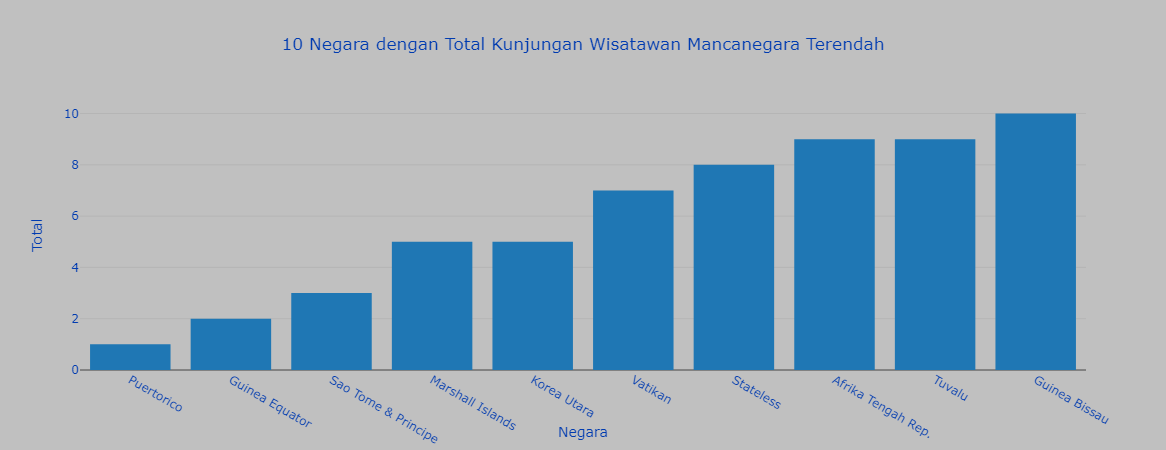 10 Negara dengan Total Kunjungan Wisatawan Mancanegara Terendah
Total
10
8
6
4
2
0
Puertorico
Guinea Equator
Sao Tome & Principe
Marshall Islands
Korea Utara
Vatikan
Stateless
Afrika Tengah Rep.
Tuvalu
Guinea Bissau
Negara